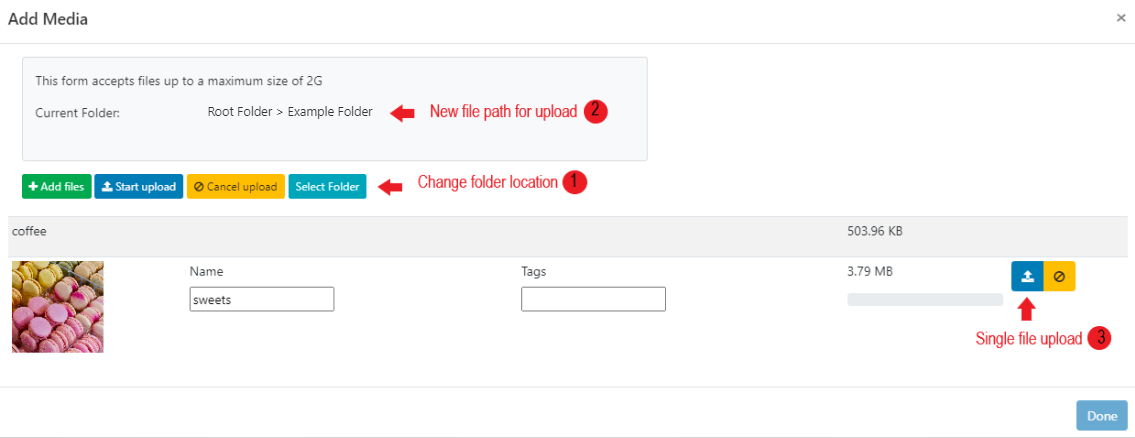 Add Media ×
This form accepts files up to a maximum size of 2G
Current Folder: Root Folder > Example Folder New file path for upload 2
+ Add files Start upload Cancel upload Select Folder Change folder location 1
coffee 503.96 KB
Name Tags 3.79 MB
sweets
Single file upload 3
Done